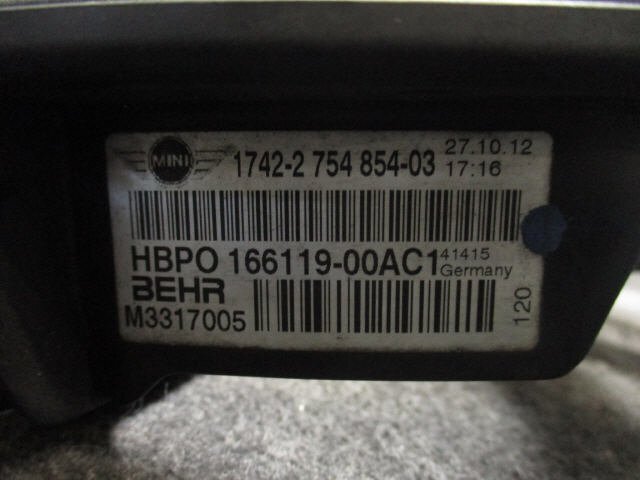 MINI 1742-2 754 854-03 27.10.12
17:16
HBPO 166119-00AC1 41415
Germany
BEHR
M3317005
120